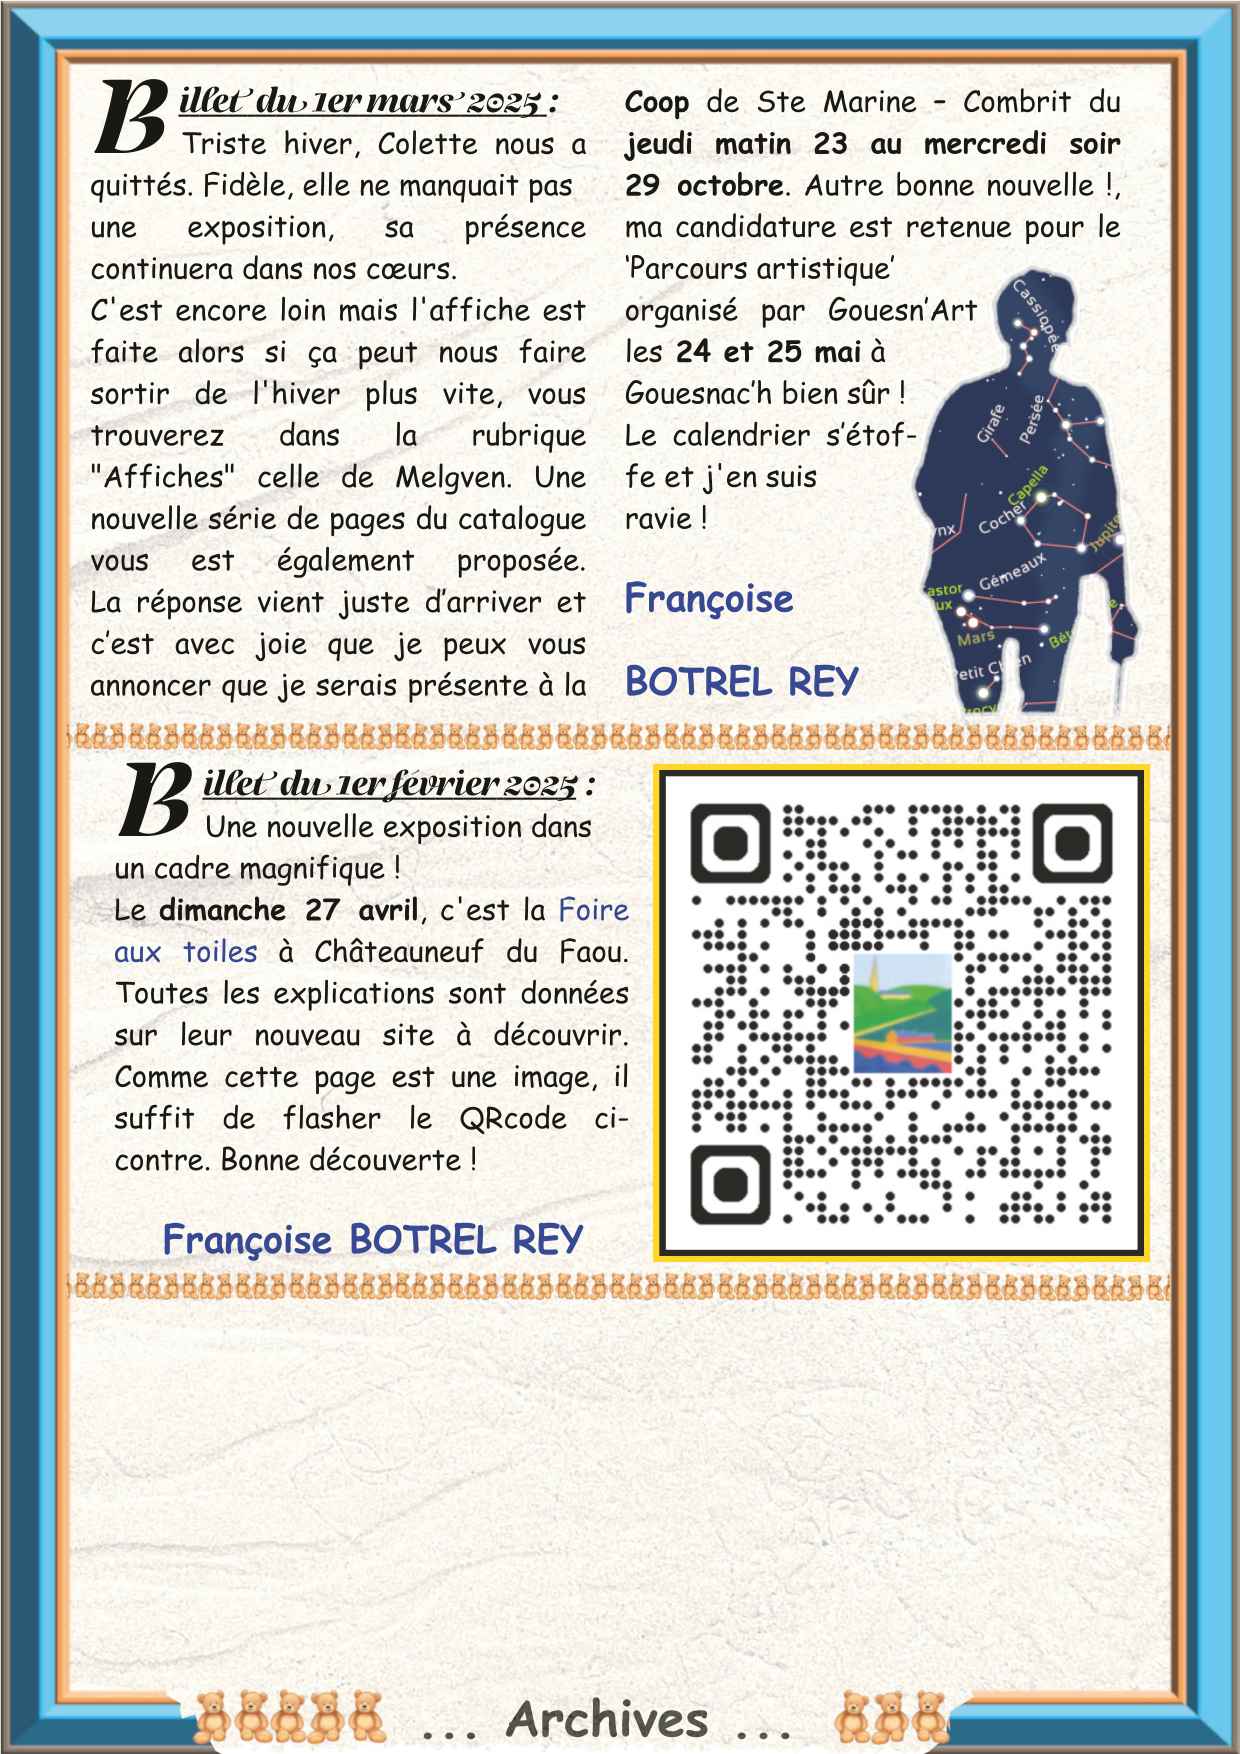 Billet du 1er mars 2025 :
Triste hiver, Colette nous a
quittés. Fidèle, elle ne manquait pas
une exposition, sa présence
continuera dans nos cœurs.
C'est encore loin mais l'affiche est
faite alors si ça peut nous faire
sortir de l'hiver plus vite, vous
trouverez dans la rubrique
"Affiches" celle de Melgven. Une
nouvelle série de pages du catalogue
vous est également proposée.
La réponse vient juste d’arriver et
c’est avec joie que je peux vous
annoncer que je serais présente à la
Coop de Ste Marine – Combrit du
jeudi matin 23 au mercredi soir
29 octobre. Autre bonne nouvelle !,
ma candidature est retenue pour le
‘Parcours artistique’
organisé par Gouesn’Art
les 24 et 25 mai à
Gouesnac’h bien sûr !
Le calendrier s’étof-
fe et j'en suis
ravie !
Françoise
BOTREL REY
Cassiopée
Girafe
Persée
Capella
Cocher
ynx
Jupite
Gémeaux
astor
ux
Mars
Bét
e
Petit Chien
rocy
Billet du 1er février 2025 :
Une nouvelle exposition dans
un cadre magnifique !
Le dimanche 27 avril, c'est la Foire
aux toiles à Châteauneuf du Faou.
Toutes les explications sont données
sur leur nouveau site à découvrir.
Comme cette page est une image, il
suffit de flasher le QRcode ci-
contre. Bonne découverte !
Françoise BOTREL REY
... Archives ...